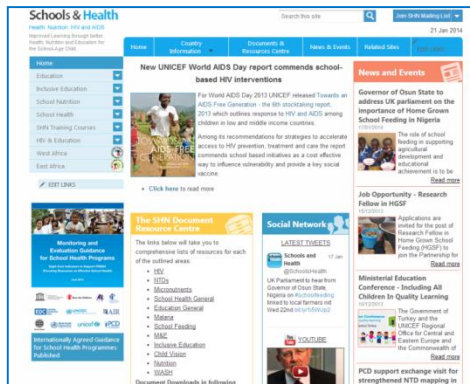 Schools & Health
Health, Nutrition, HIV and AIDS
Improved Learning through better
Health, Nutrition and Education for
the School-Age Child
Search this site
Join SHN Mailing List
21 Jan 2014
Home
Country
Information
Documents &
Resources Centre
News & Events
Related Sites
Home
Education
Inclusive Education
School Nutrition
School Health
SHN Training Courses
HIV & Education
West Africa
East Africa
EDIT LINKS
Monitoring and
Evaluation Guidance
for School Health Programs
Internationally Agreed Guidance
for School Health Programmes
Published
New UNICEF World AIDS Day report commends school-
based HIV interventions
For World AIDS Day 2013 UNICEF released Towards an
AIDS Free Generation - the 6th stocktaking report,
2013 which outlines response to HIV and AIDS among
children in low and middle income countries.
Among its recommendations for strategies to accelerate
access to HIV prevention, treatment and care the report
commends school based initiatives as a cost effective
way to influence vulnerability and provide a key social
vaccine.
Click here to read more
The SHN Document
Resource Centre
The links below will take you to
comprehensive lists of resources for each
of the outlined areas:
HIV
NTDs
Micronutrients
School Health General
Education General
Malaria
School Feeding
M&E
Inclusive Education
Child Vision
Nutrition
WASH
Document Downloads in following
Social Network
LATEST TWEETS
Schools and
Health
@SchoolsHealth
17 Jan
UK Parliament to hear from
Governor of Osun State,
Nigeria on #schoolfeeding
linked to local farmers nxt
Wed 22nd
YOUTUBE
News and Events
Governor of Osun State to
address UK parliament on the
importance of Home Grown
School Feeding in Nigeria
The role of school
feeding in supporting
agricultural
development and
educational
achievement is to be
Read more
Job Opportunity - Research
Fellow in HGSF
Applications are
invited for the post of
Research Fellow in
Home Grown School
Feeding (HGSF) to
join the Partnership for
Read more
Ministerial Education
Conference - Including All
Children In Quality Learning
The Government of
Turkey and the
UNICEF Regional
Office for Central and
Eastern Europe and
the Commonwealth of
Read more
PCD support exchange visit for
strengthened NTD mapping in